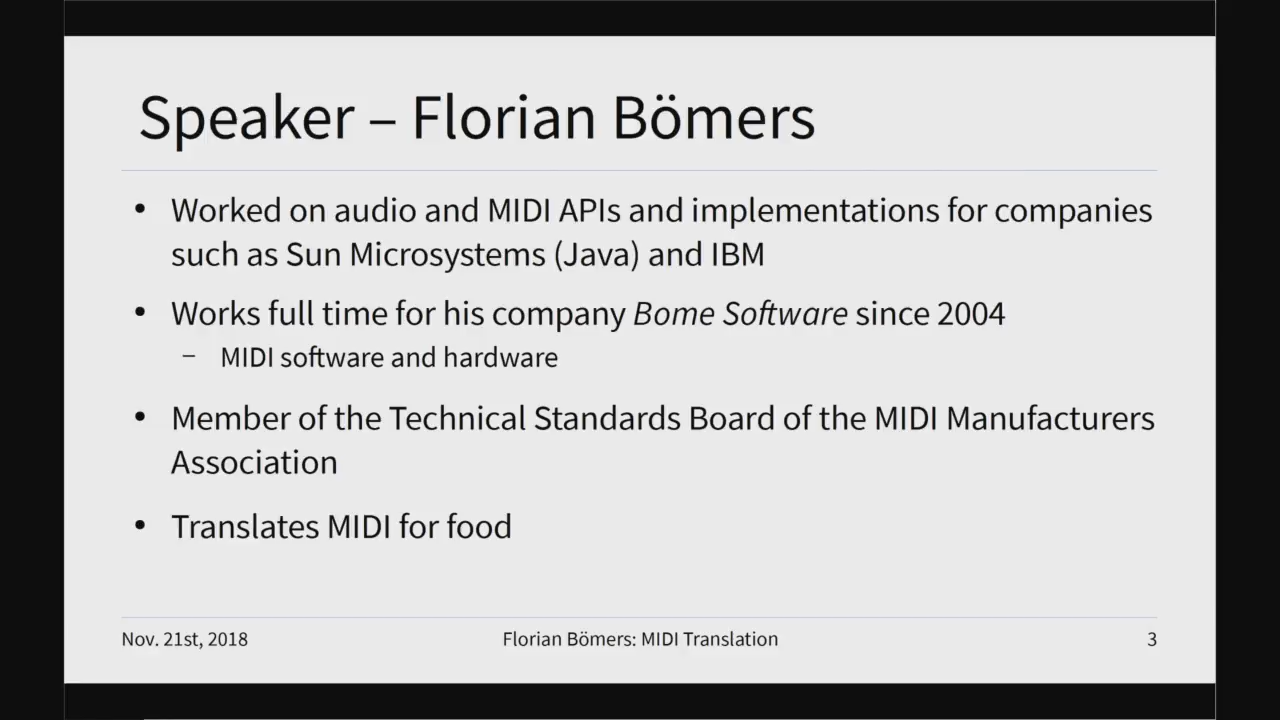 Speaker – Florian Bömers
• Worked on audio and MIDI APIs and implementations for companies
such as Sun Microsystems (Java) and IBM
• Works full time for his company Bome Software since 2004
– MIDI software and hardware
• Member of the Technical Standards Board of the MIDI Manufacturers
Association
• Translates MIDI for food
Nov. 21st, 2018
Florian Bömers: MIDI Translation
3